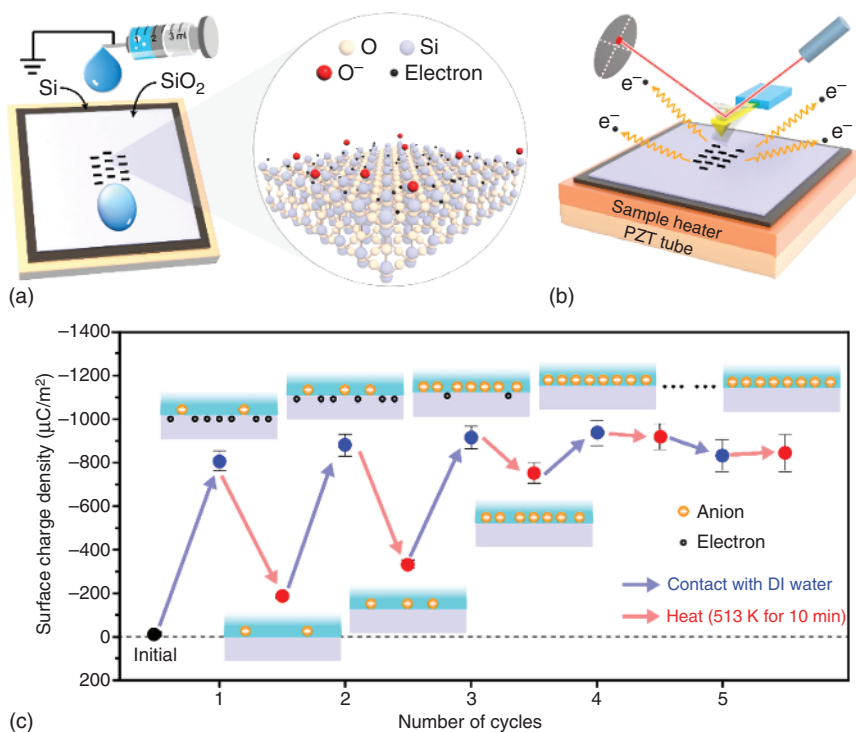 1 2 3 ml
Si
SiO₂
O
Si
O⁻
Electron
(a)
e⁻
e⁻
e⁻
e⁻
Sample heater
PZT tube
(b)
Surface charge density (μC/m²)
−1400
−1200
−1000
−800
−600
−400
−200
0
200
Initial
Anion
Electron
Contact with DI water
Heat (513 K for 10 min)
1
2
3
4
5
Number of cycles
(c)